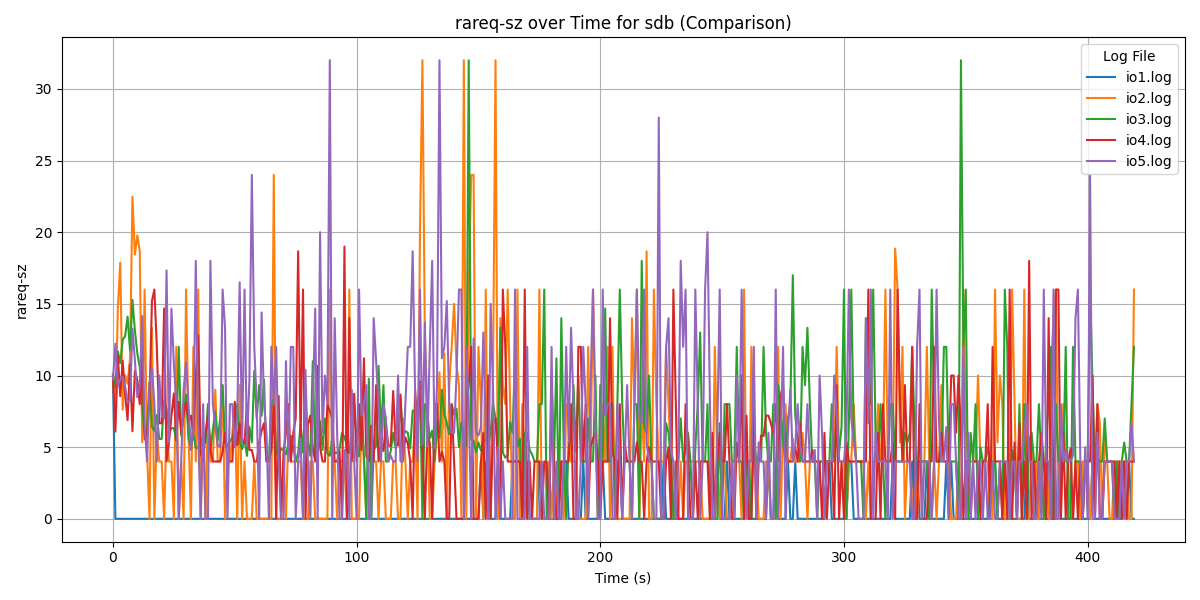 rareq-sz over Time for sdb (Comparison)
rareq-sz
30
25
20
15
10
5
0
0 100 200 300 400
Time (s)
Log File
io1.log
io2.log
io3.log
io4.log
io5.log